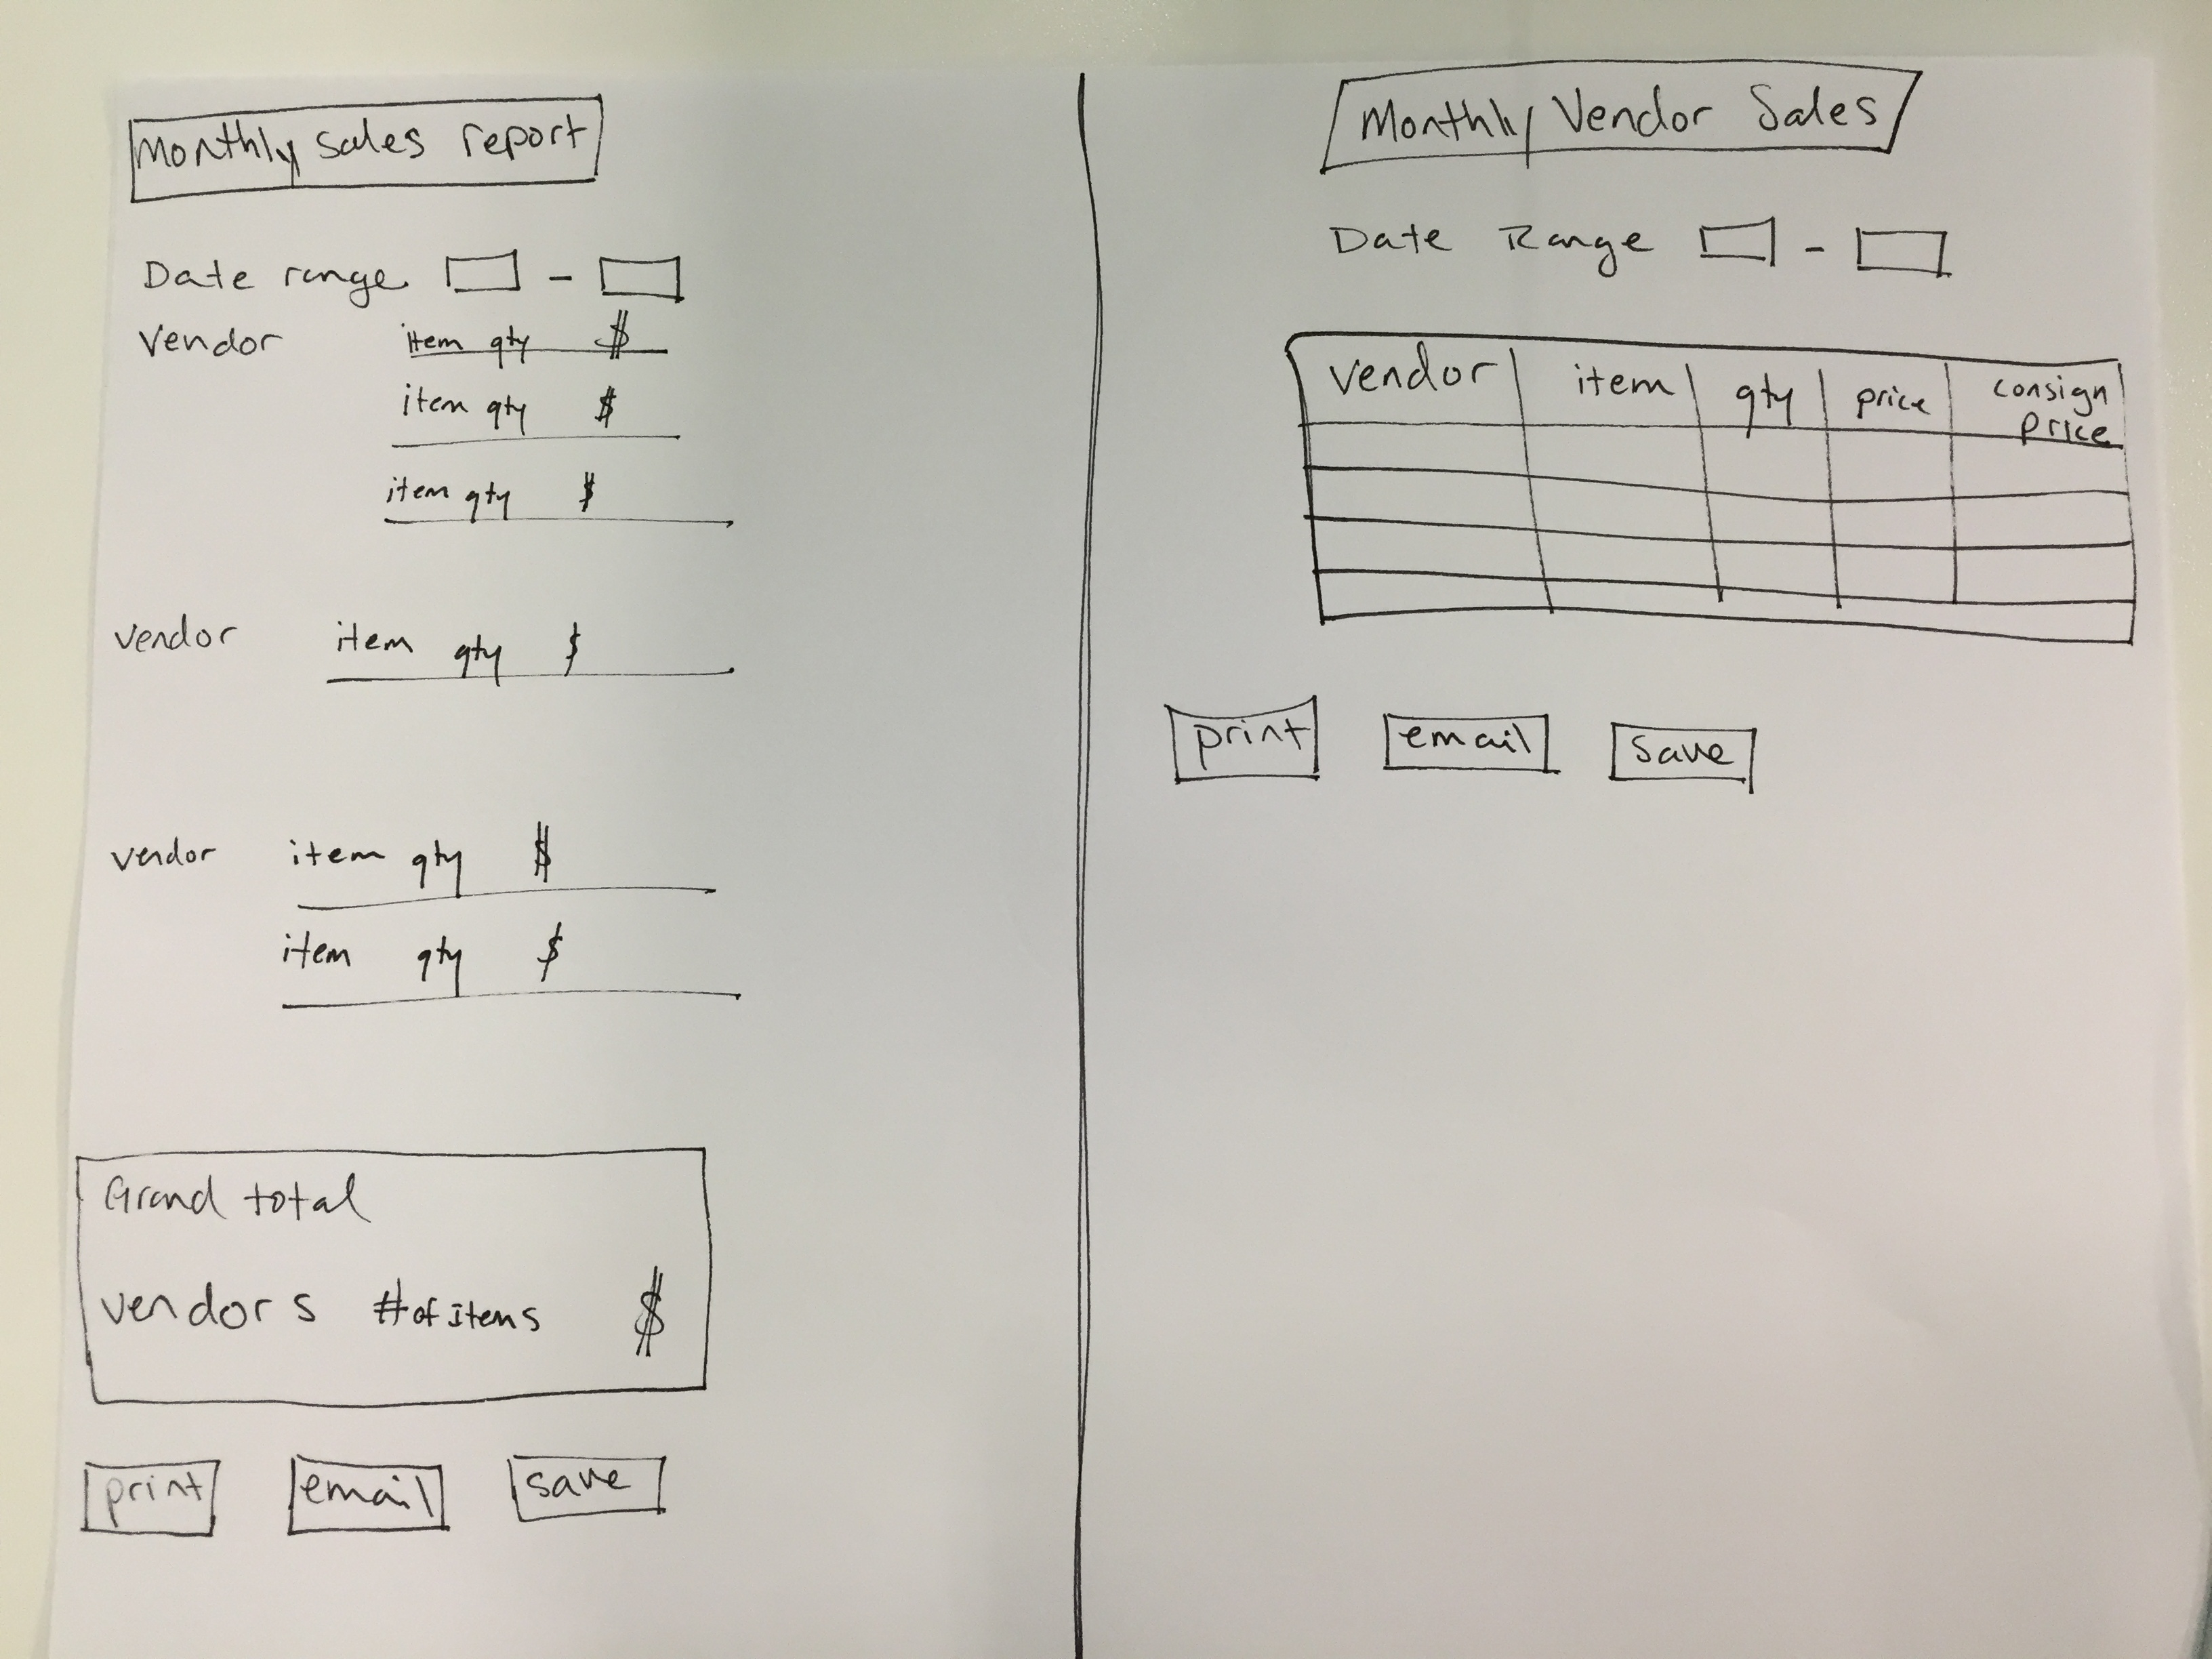 Monthly sales report
Date range -
Vendor item qty $
item qty $
item qty $
Vendor item qty $
Vendor item qty $
item qty $
Grand total
Vendors #of items $
print email save
Monthly Vendor Sales
Date Range -
Vendor item qty price consign price
print email save